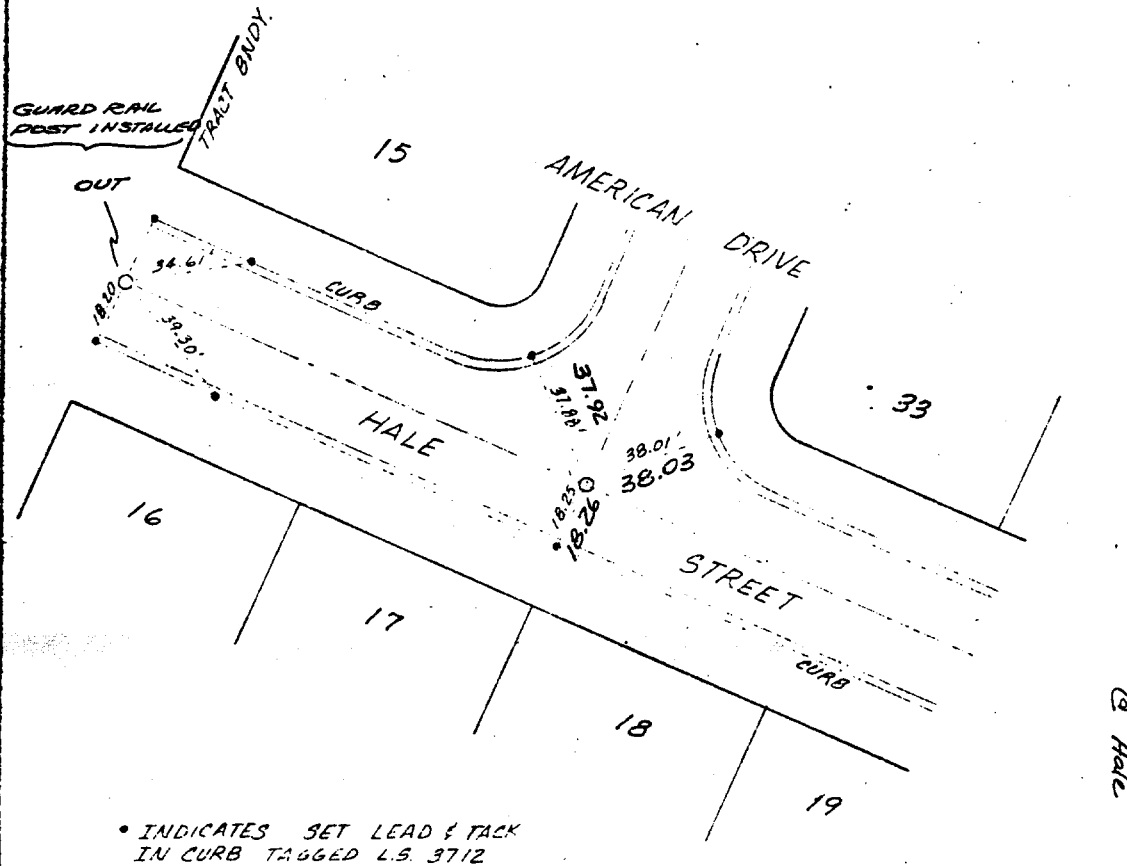 TRACT BNDY.
GUARD RAIL
POST INSTALLED
OUT
15
AMERICAN
DRIVE
34.61'
CURB
18.20
39.30'
37.92
37.88'
33
HALE
38.01'
38.03
18.25
18.26
16
STREET
17
CURB
18
@ Hale
19
• INDICATES SET LEAD & TACK
IN CURB TAGGED L.S. 3712